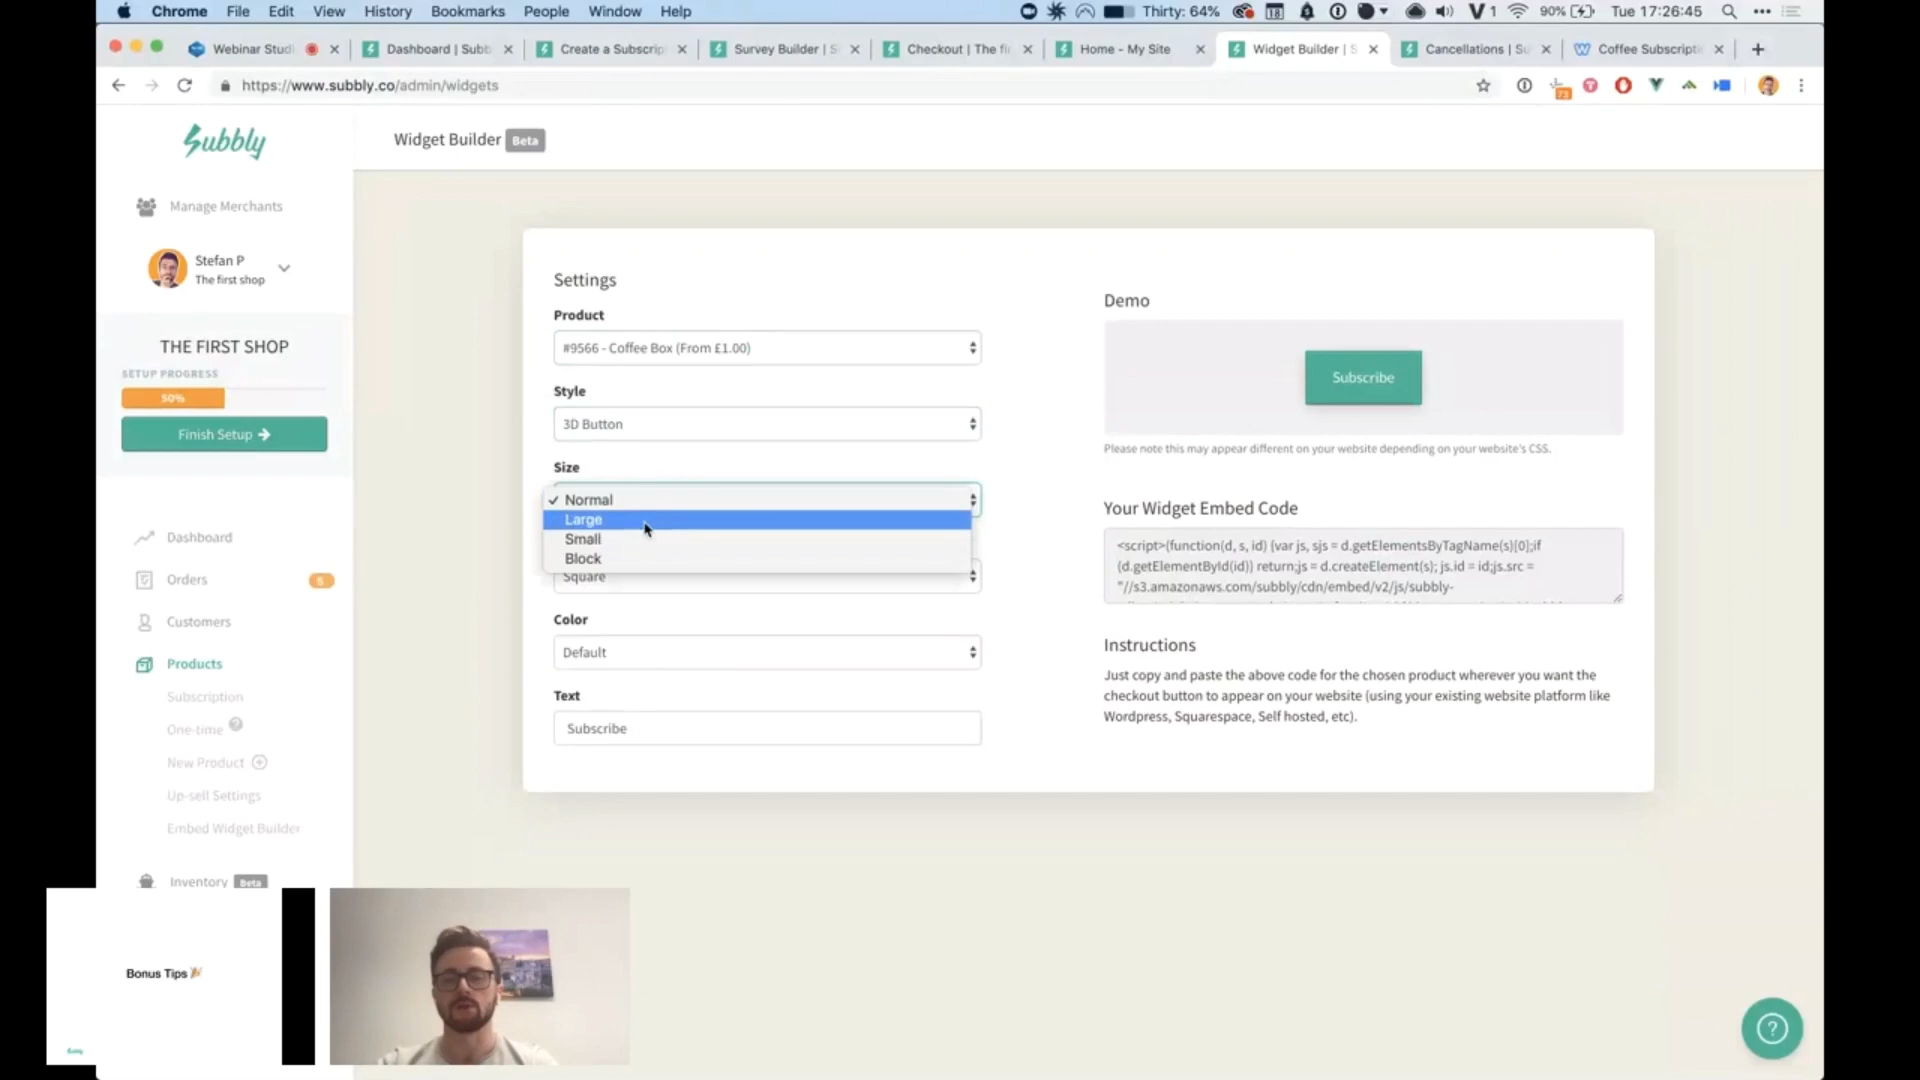 Chrome File Edit View History Bookmarks People Window Help
Thirty: 64% 18 1 90% Tue 17:26:45
Webinar Studi Dashboard | Subb Create a Subscrip Survey Builder | S Checkout | The fi Home - My Site Widget Builder | S Cancellations | Su Coffee Subscripti
https://www.subbly.co/admin/widgets
73
Subbly
Widget Builder Beta
Manage Merchants
Stefan P
The first shop
THE FIRST SHOP
SETUP PROGRESS
50%
Finish Setup
Dashboard
Orders 5
Customers
Products
Subscription
One-time ?
New Product
Up-sell Settings
Embed Widget Builder
Inventory Beta
Settings
Product
#9566 - Coffee Box (From £1.00)
Style
3D Button
Size
Normal
Large
Small
Block
Square
Color
Default
Text
Subscribe
Demo
Subscribe
Please note this may appear different on your website depending on your website's CSS.
Your Widget Embed Code
<script>(function(d, s, id) {var js, sjs = d.getElementsByTagName(s)[0];if
(d.getElementById(id)) return;js = d.createElement(s); js.id = id;js.src =
"//s3.amazonaws.com/subbly/cdn/embed/v2/js/subbly-
Instructions
Just copy and paste the above code for the chosen product wherever you want the
checkout button to appear on your website (using your existing website platform like
Wordpress, Squarespace, Self hosted, etc).
Bonus Tips 🎉
?